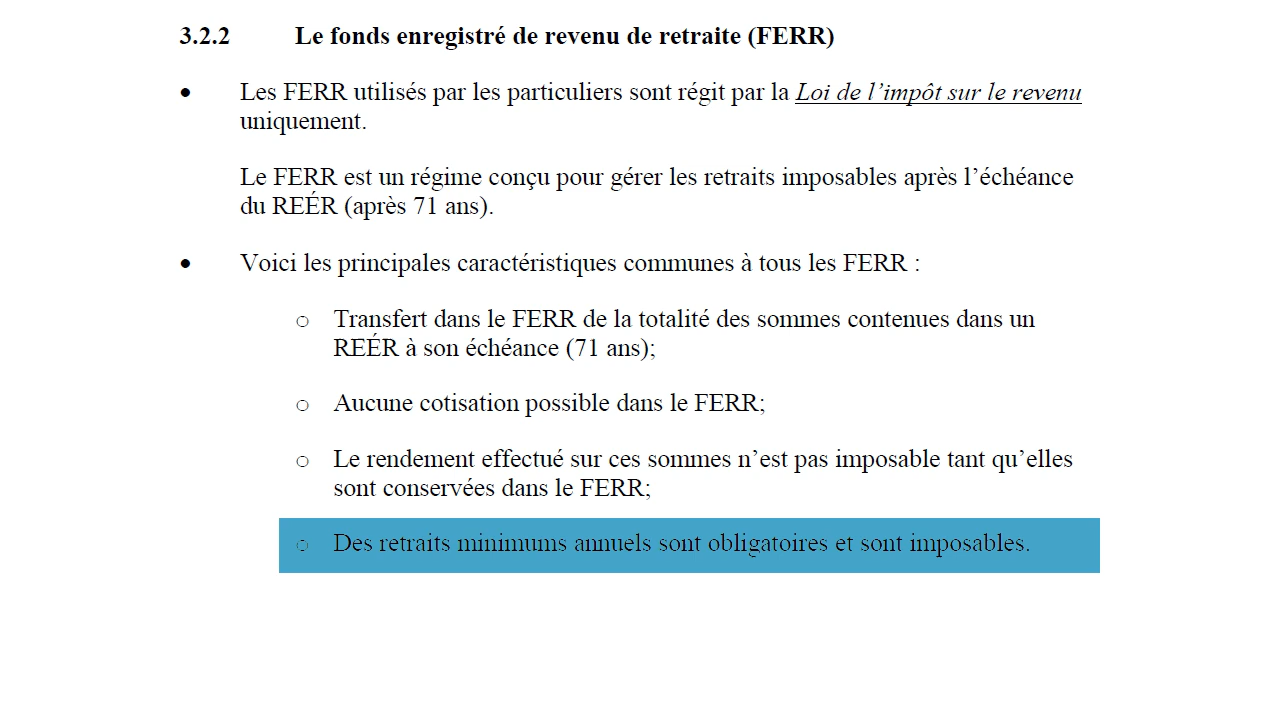 3.2.2 Le fonds enregistré de revenu de retraite (FERR)
• Les FERR utilisés par les particuliers sont régit par la Loi de l’impôt sur le revenu
uniquement.
Le FERR est un régime conçu pour gérer les retraits imposables après l’échéance
du REÉR (après 71 ans).
• Voici les principales caractéristiques communes à tous les FERR :
o Transfert dans le FERR de la totalité des sommes contenues dans un
REÉR à son échéance (71 ans);
o Aucune cotisation possible dans le FERR;
o Le rendement effectué sur ces sommes n’est pas imposable tant qu’elles
sont conservées dans le FERR;
o Des retraits minimums annuels sont obligatoires et sont imposables.